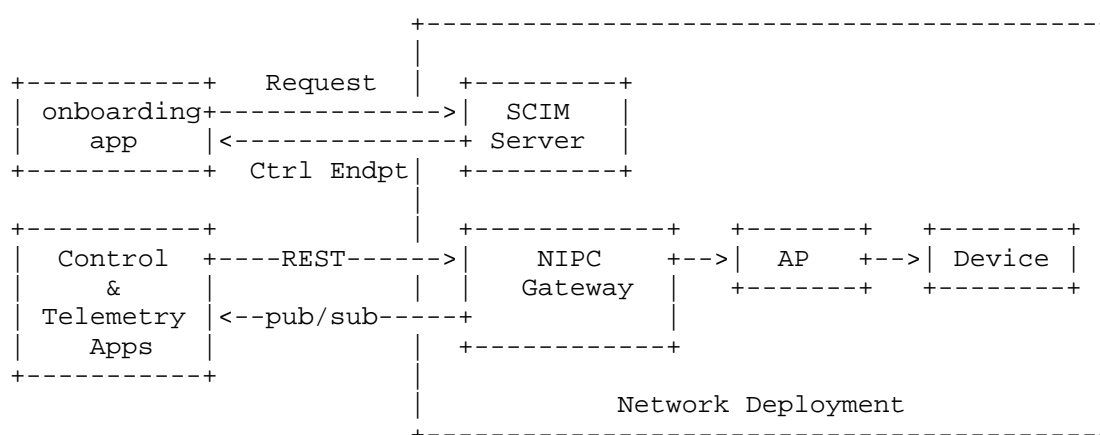 Request
onboarding SCIM
app Server
Ctrl Endpt
Control REST NIPC AP Device
& Gateway
Telemetry pub/sub
Apps
Network Deployment